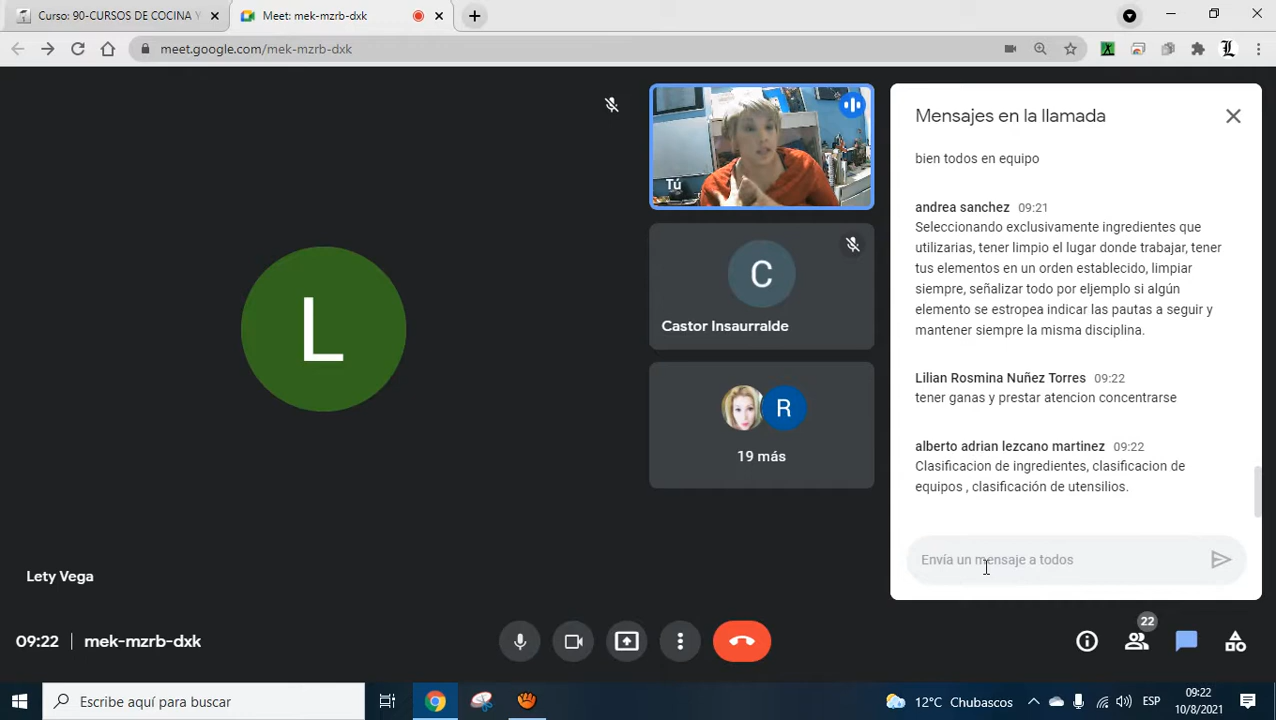 Curso: 90-CURSOS DE COCINA Y
Meet: mek-mzrb-dxk
meet.google.com/mek-mzrb-dxk
Tú
C
Castor Insaurralde
R
19 más
L
Lety Vega
Mensajes en la llamada
bien todos en equipo
andrea sanchez 09:21
Seleccionando exclusivamente ingredientes que
utilizarias, tener limpio el lugar donde trabajar, tener
tus elementos en un orden establecido, limpiar
siempre, señalizar todo por eljemplo si algún
elemento se estropea indicar las pautas a seguir y
mantener siempre la misma disciplina.
Lilian Rosmina Nuñez Torres 09:22
tener ganas y prestar atencion concentrarse
alberto adrian lezcano martinez 09:22
Clasificacion de ingredientes, clasificacion de
equipos , clasificación de utensilios.
Envía un mensaje a todos
09:22 | mek-mzrb-dxk
22
Escribe aquí para buscar
12°C Chubascos
ESP
09:22
10/8/2021